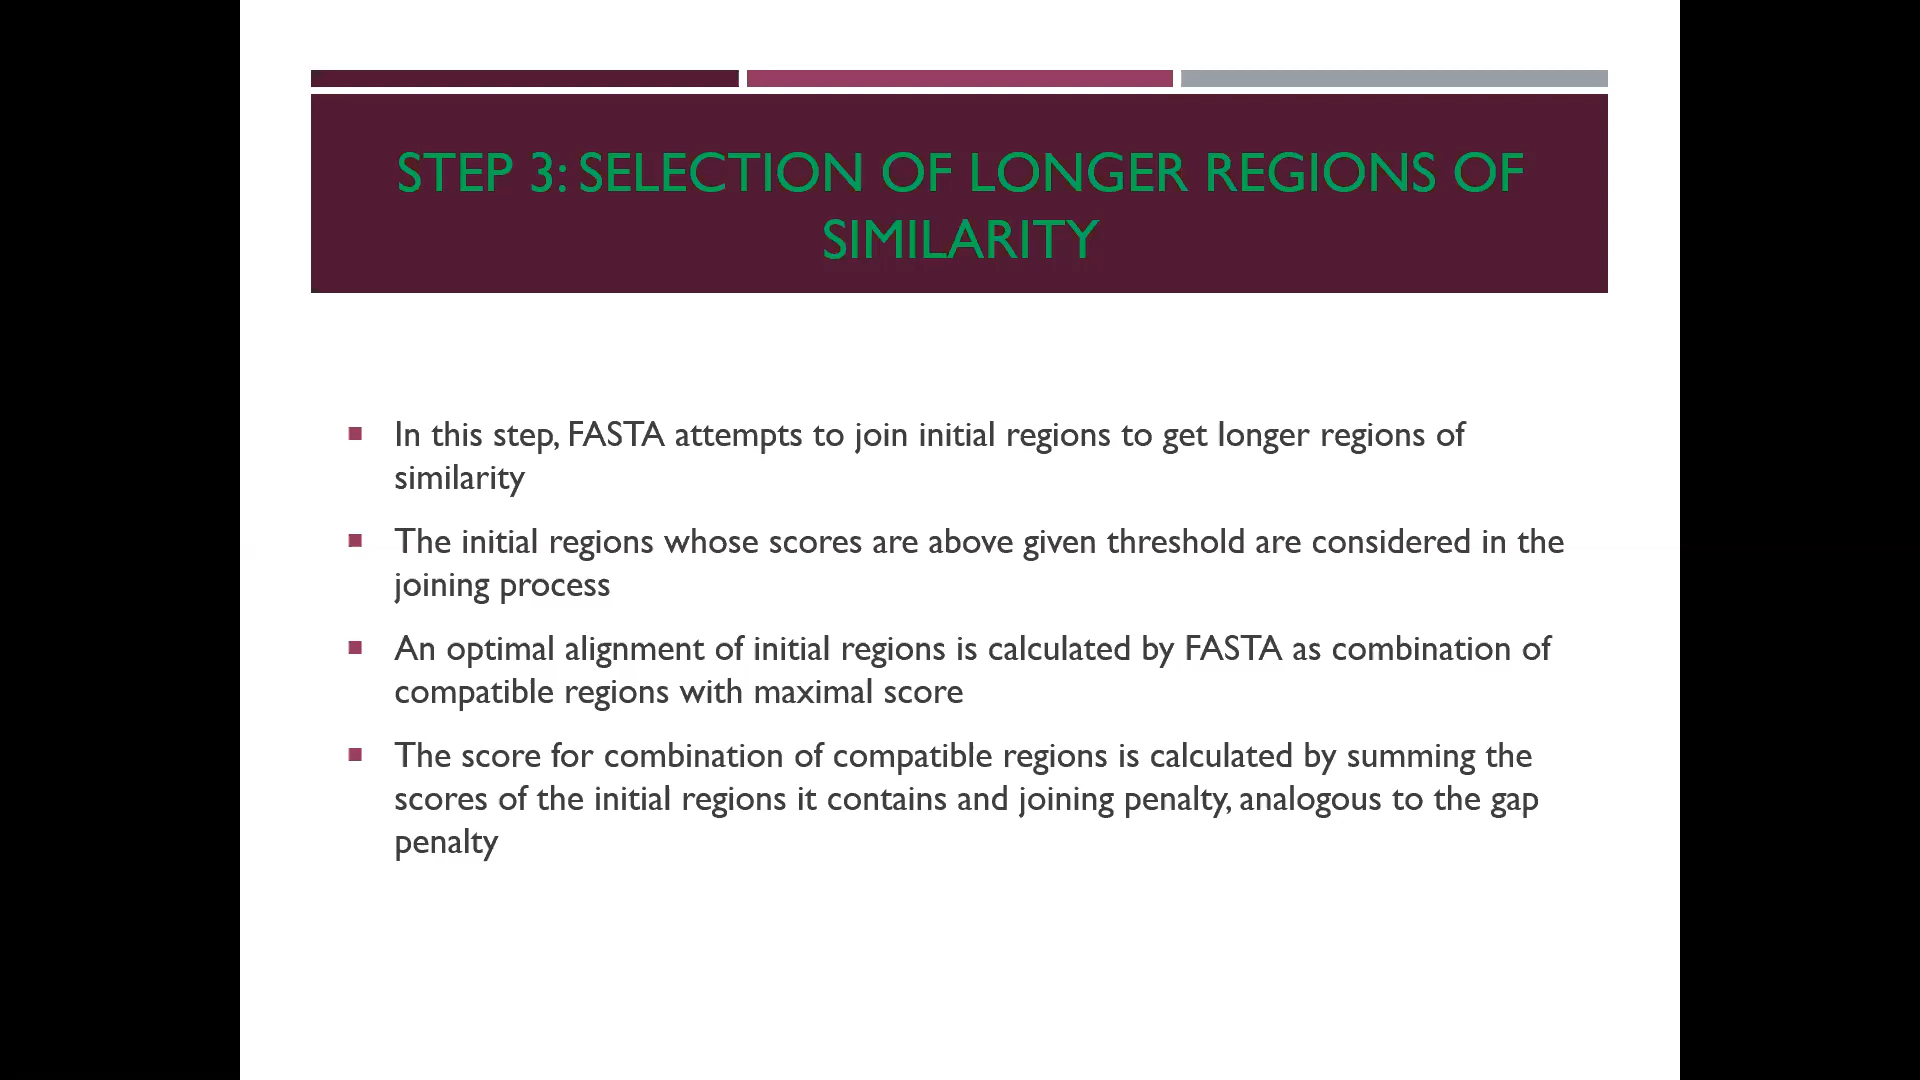 STEP 3: SELECTION OF LONGER REGIONS OF
SIMILARITY
In this step, FASTA attempts to join initial regions to get longer regions of
similarity
The initial regions whose scores are above given threshold are considered in the
joining process
An optimal alignment of initial regions is calculated by FASTA as combination of
compatible regions with maximal score
The score for combination of compatible regions is calculated by summing the
scores of the initial regions it contains and joining penalty, analogous to the gap
penalty